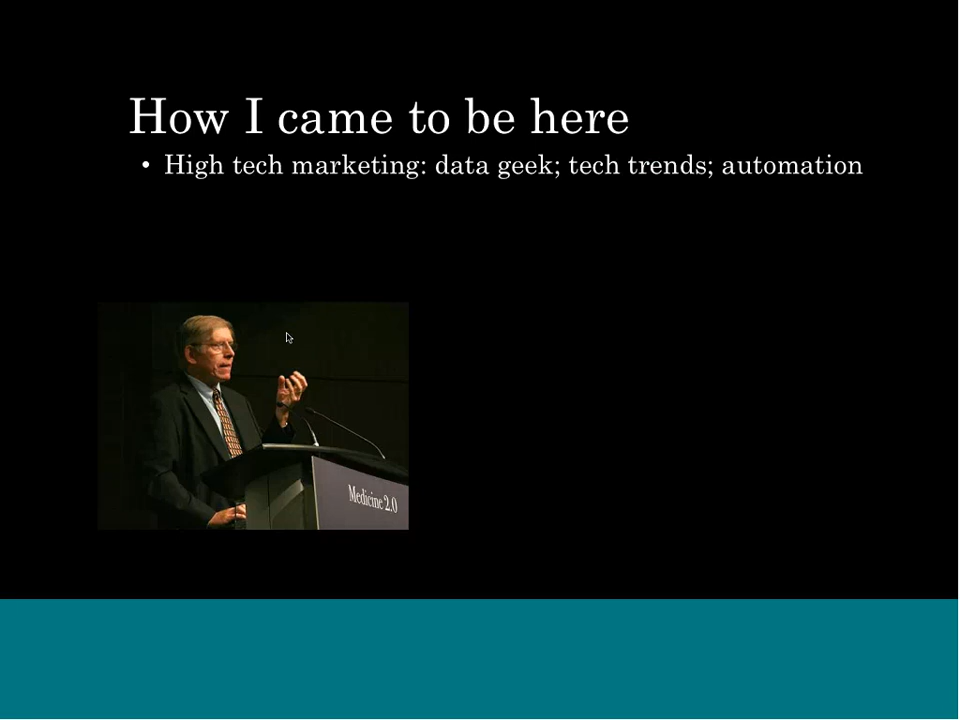 How I came to be here
• High tech marketing: data geek; tech trends; automation
Medicine 2.0